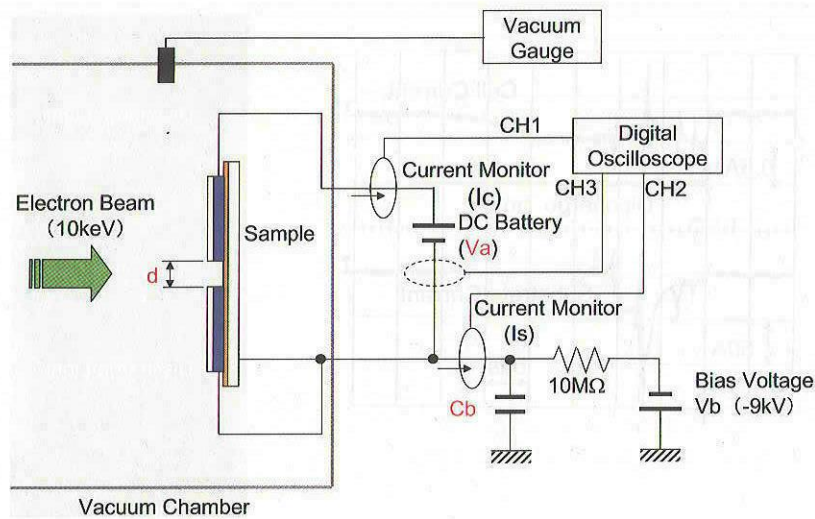 Vacuum
Gauge
CH1
Digital
Oscilloscope
CH3
CH2
Current Monitor
(Ic)
Electron Beam
(10keV)
Sample
DC Battery
(Va)
d
Current Monitor
(Is)
10MΩ
Bias Voltage
Vb (-9kV)
Cb
Vacuum Chamber